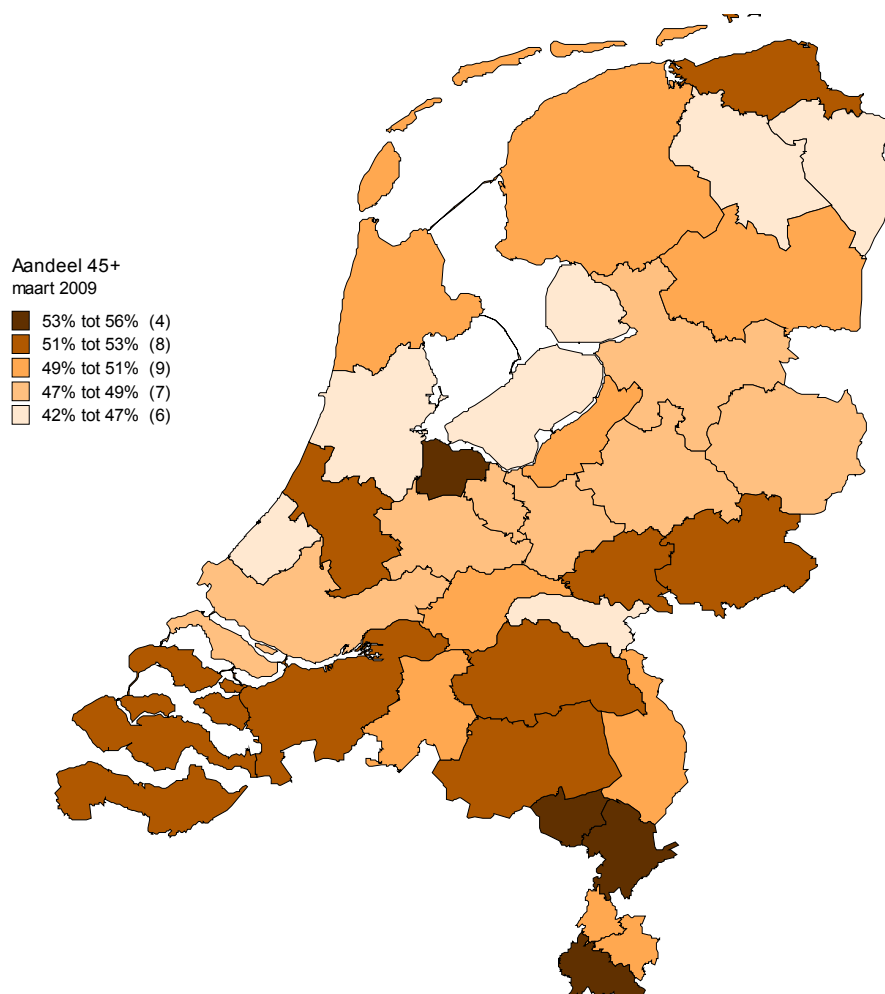 Aandeel 45+
maart 2009
53% tot 56% (4)
51% tot 53% (8)
49% tot 51% (9)
47% tot 49% (7)
42% tot 47% (6)